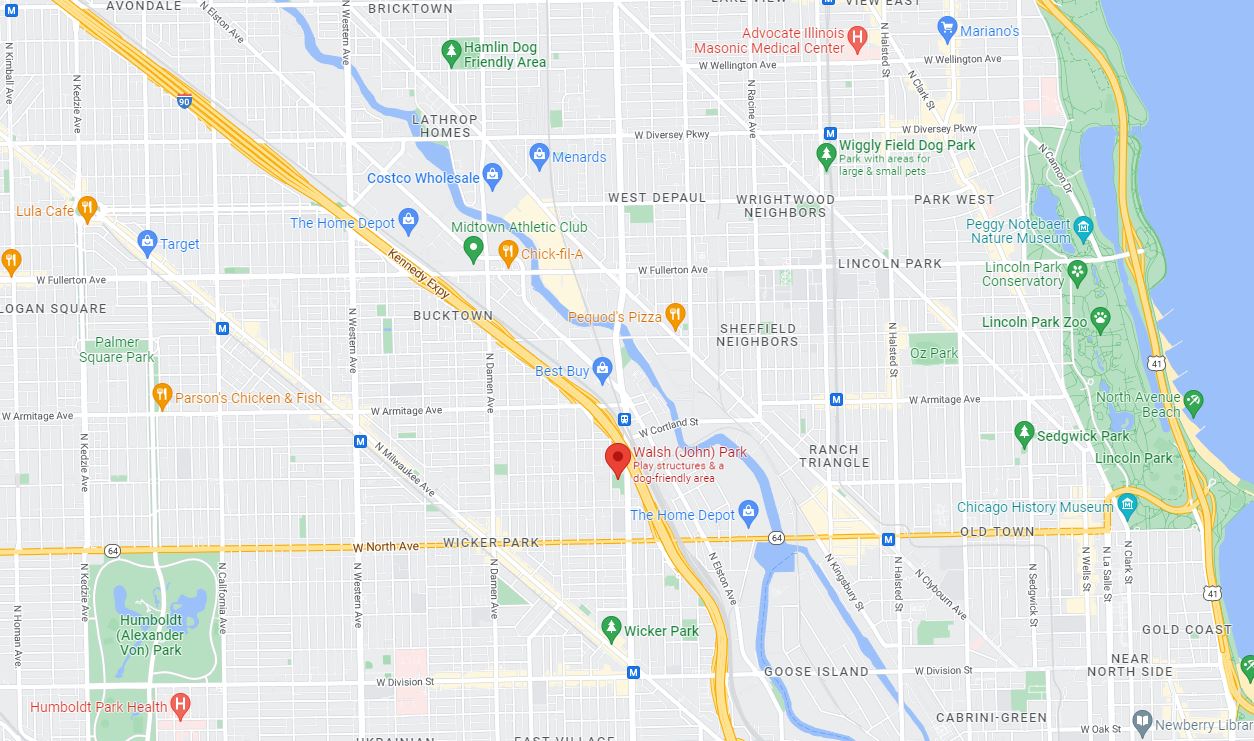 AVONDALE
BRICKTOWN
VIEW EAST
M
M
N Elston Ave
N Western Ave
Advocate Illinois
Masonic Medical Center
H
Mariano's
N Halsted St
Hamlin Dog
Friendly Area
W Wellington Ave
W Wellington Ave
N Kimball Ave
N Kedzie Ave
N Racine Ave
N Clark St
90
LATHROP
HOMES
W Diversey Pkwy
M
W Diversey Pkwy
Wiggly Field Dog Park
Park with areas for
large & small pets
N Cannon Dr
Menards
Costco Wholesale
WEST DEPAUL
WRIGHTWOOD
NEIGHBORS
PARK WEST
Lula Cafe
The Home Depot
Midtown Athletic Club
Peggy Notebaert
Nature Museum
Target
Chick-fil-A
Kennedy Expy
W Fullerton Ave
W Fullerton Ave
LINCOLN PARK
Lincoln Park
Conservatory
LOGAN SQUARE
BUCKTOWN
Pequod's Pizza
SHEFFIELD
NEIGHBORS
Lincoln Park Zoo
M
N Western Ave
N Halsted St
Palmer
Square Park
Oz Park
N Damen Ave
Best Buy
41
Parson's Chicken & Fish
W Armitage Ave
W Armitage Ave
M
W Armitage Ave
North Avenue
Beach
W Cortland St
Sedgwick Park
N Kedzie Ave
M
N Milwaukee Ave
Walsh (John) Park
Play structures & a
dog-friendly area
RANCH
TRIANGLE
Lincoln Park
The Home Depot
Chicago History Museum
64
W North Ave
WICKER PARK
64
M
OLD TOWN
N Kedzie Ave
N California Ave
N Western Ave
N Damen Ave
N Elston Ave
N Kingsbury St
N Halsted St
N Clybourn Ave
N Sedgwick St
N Wells St
N La Salle St
N Clark St
41
N Homan Ave.
Humboldt
(Alexander
Von) Park
Wicker Park
GOLD COAST
M
GOOSE ISLAND
W Division St
NEAR
NORTH SIDE
W Division St
Humboldt Park Health
H
CABRINI-GREEN
W Oak St
Newberry Librar
UKRAINIAN
EAST VILLAGE